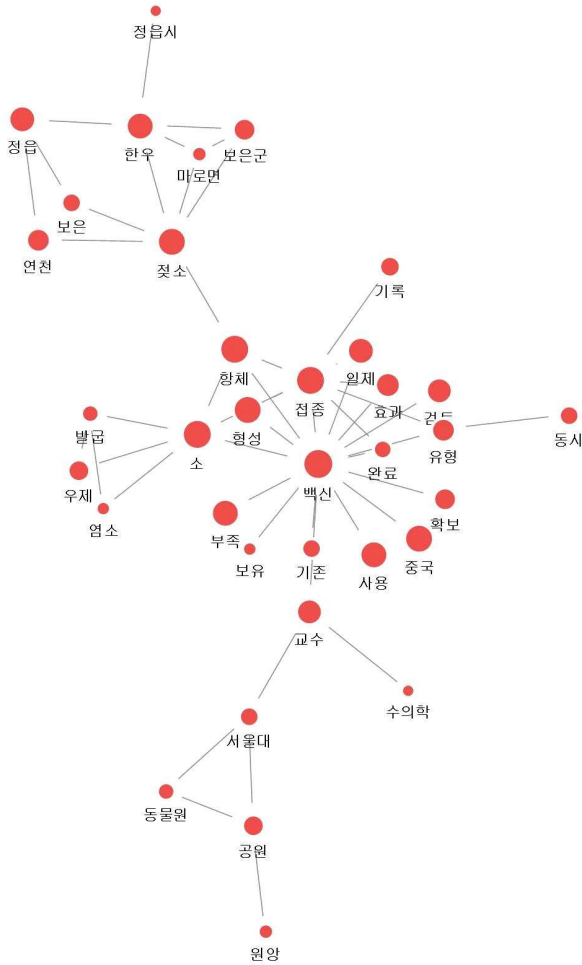 정읍시
정읍
한우
보은군
마로면
보은
연천
젖소
기록
항체
일제
접종
효과
검토
형성
동시
유형
발굽
소
완료
우제
백신
염소
확보
부족
중국
보유
기존
사용
교수
수의학
서울대
동물원
공원
원앙